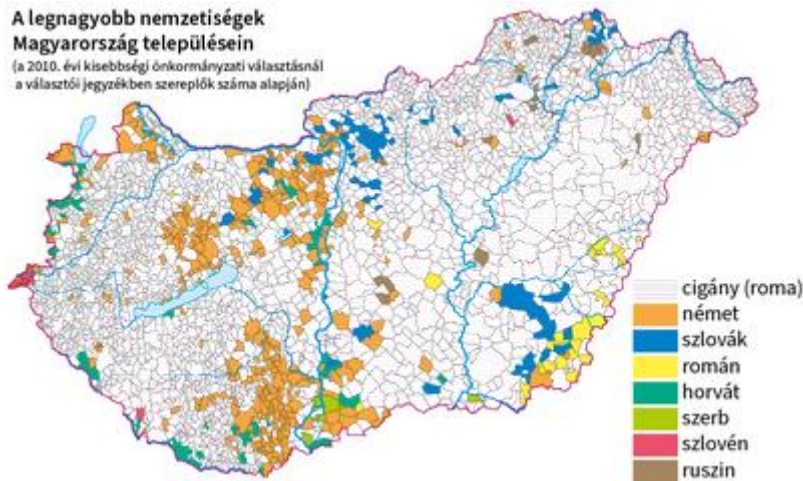 A legnagyobb nemzetiségek
Magyarország településein
(a 2010. évi kisebbségi önkormányzati választásnál
a választói jegyzékben szereplők száma alapján)
cigány (roma)
német
szlovák
román
horvát
szerb
szlovén
ruszin